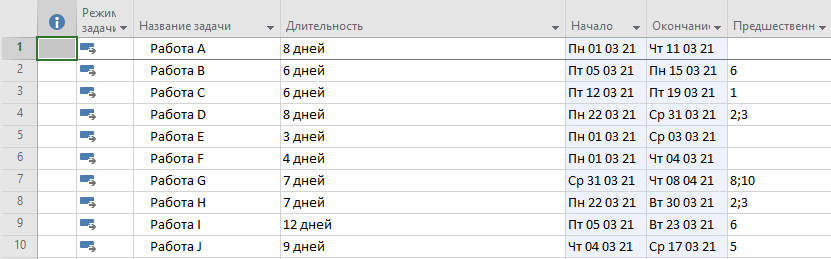 Режим задачи Название задачи Длительность Начало Окончание Предшественн
1 Работа A 8 дней Пн 01 03 21 Чт 11 03 21
2 Работа B 6 дней Пт 05 03 21 Пн 15 03 21 6
3 Работа C 6 дней Пт 12 03 21 Пт 19 03 21 1
4 Работа D 8 дней Пн 22 03 21 Ср 31 03 21 2;3
5 Работа E 3 дней Пн 01 03 21 Ср 03 03 21
6 Работа F 4 дней Пн 01 03 21 Чт 04 03 21
7 Работа G 7 дней Ср 31 03 21 Чт 08 04 21 8;10
8 Работа H 7 дней Пн 22 03 21 Вт 30 03 21 2;3
9 Работа I 12 дней Пт 05 03 21 Вт 23 03 21 6
10 Работа J 9 дней Чт 04 03 21 Ср 17 03 21 5